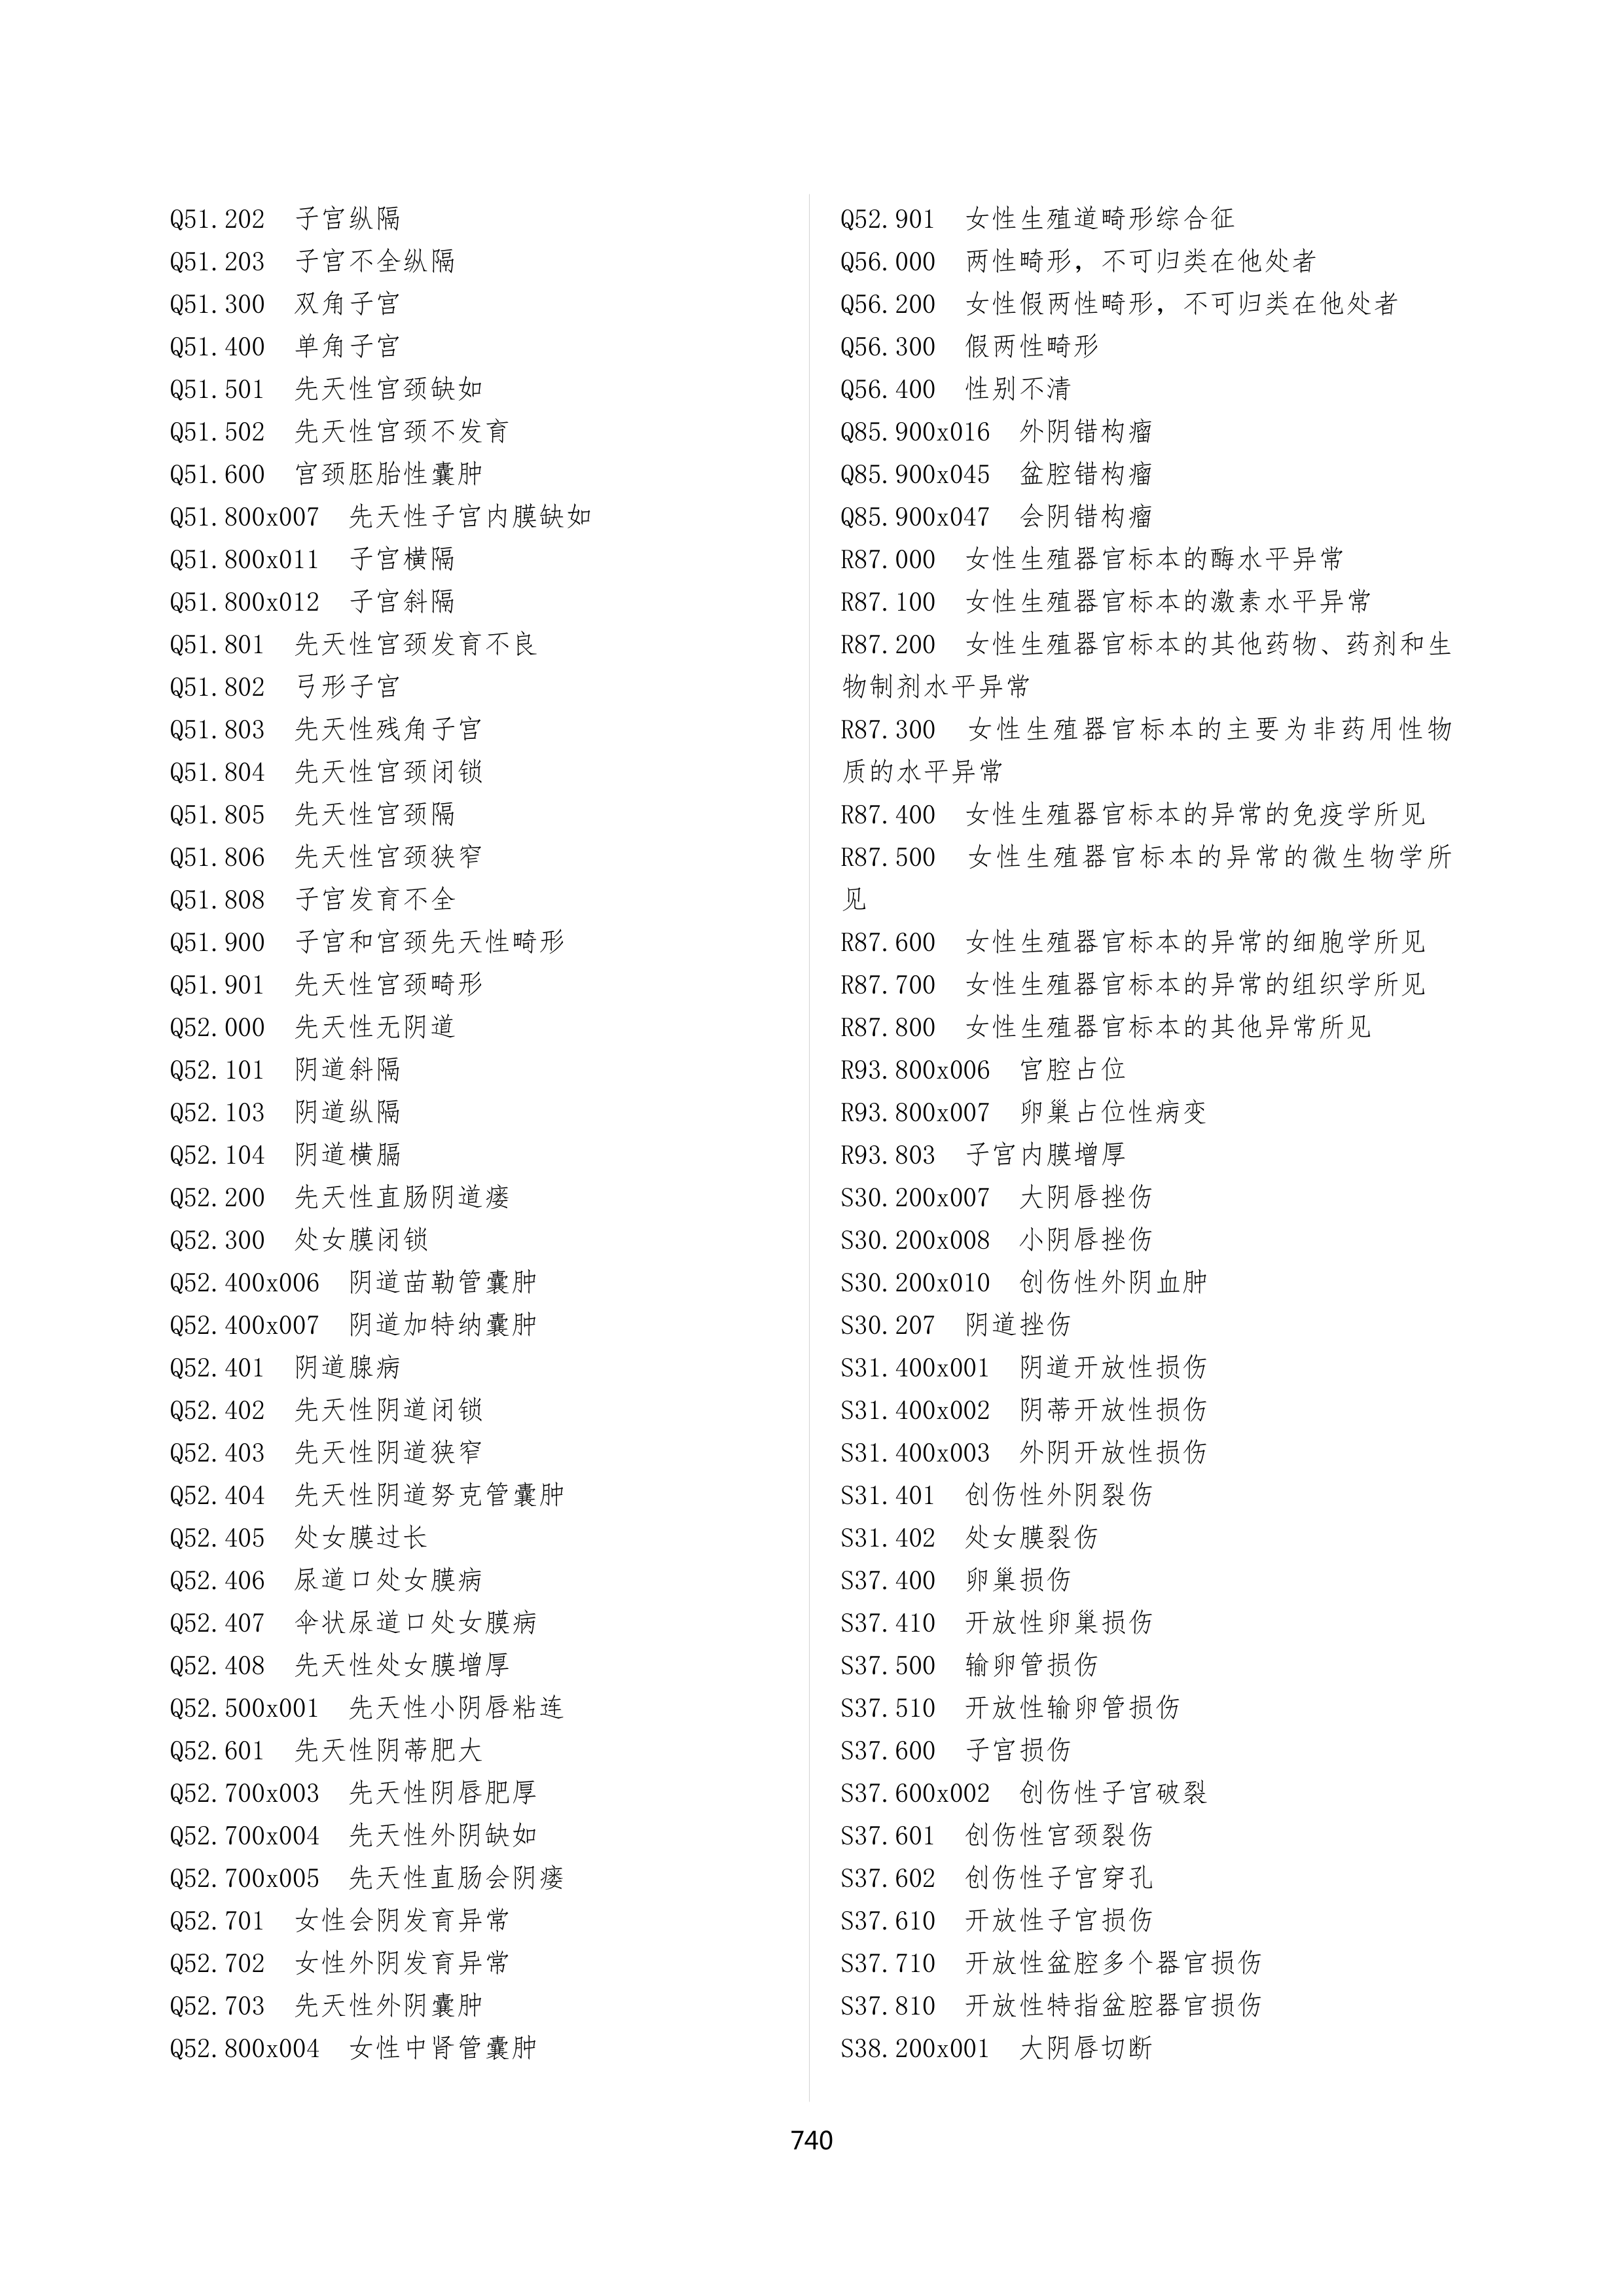 Q51.202  子宫纵隔
Q51.203  子宫不全纵隔
Q51.300  双角子宫
Q51.400  单角子宫
Q51.501  先天性宫颈缺如
Q51.502  先天性宫颈不发育
Q51.600  宫颈胚胎性囊肿
Q51.800x007  先天性子宫内膜缺如
Q51.800x011  子宫横隔
Q51.800x012  子宫斜隔
Q51.801  先天性宫颈发育不良
Q51.802  弓形子宫
Q51.803  先天性残角子宫
Q51.804  先天性宫颈闭锁
Q51.805  先天性宫颈隔
Q51.806  先天性宫颈狭窄
Q51.808  子宫发育不全
Q51.900  子宫和宫颈先天性畸形
Q51.901  先天性宫颈畸形
Q52.000  先天性无阴道
Q52.101  阴道斜隔
Q52.103  阴道纵隔
Q52.104  阴道横膈
Q52.200  先天性直肠阴道瘘
Q52.300  处女膜闭锁
Q52.400x006  阴道苗勒管囊肿
Q52.400x007  阴道加特纳囊肿
Q52.401  阴道腺病
Q52.402  先天性阴道闭锁
Q52.403  先天性阴道狭窄
Q52.404  先天性阴道努克管囊肿
Q52.405  处女膜过长
Q52.406  尿道口处女膜病
Q52.407  伞状尿道口处女膜病
Q52.408  先天性处女膜增厚
Q52.500x001  先天性小阴唇粘连
Q52.601  先天性阴蒂肥大
Q52.700x003  先天性阴唇肥厚
Q52.700x004  先天性外阴缺如
Q52.700x005  先天性直肠会阴瘘
Q52.701  女性会阴发育异常
Q52.702  女性外阴发育异常
Q52.703  先天性外阴囊肿
Q52.800x004  女性中肾管囊肿
Q52.901  女性生殖道畸形综合征
Q56.000  两性畸形，不可归类在他处者
Q56.200  女性假两性畸形，不可归类在他处者
Q56.300  假两性畸形
Q56.400  性别不清
Q85.900x016  外阴错构瘤
Q85.900x045  盆腔错构瘤
Q85.900x047  会阴错构瘤
R87.000  女性生殖器官标本的酶水平异常
R87.100  女性生殖器官标本的激素水平异常
R87.200  女性生殖器官标本的其他药物、药剂和生
物制剂水平异常
R87.300  女性生殖器官标本的主要为非药用性物
质的水平异常
R87.400  女性生殖器官标本的异常的免疫学所见
R87.500  女性生殖器官标本的异常的微生物学所
见
R87.600  女性生殖器官标本的异常的细胞学所见
R87.700  女性生殖器官标本的异常的组织学所见
R87.800  女性生殖器官标本的其他异常所见
R93.800x006  宫腔占位
R93.800x007  卵巢占位性病变
R93.803  子宫内膜增厚
S30.200x007  大阴唇挫伤
S30.200x008  小阴唇挫伤
S30.200x010  创伤性外阴血肿
S30.207  阴道挫伤
S31.400x001  阴道开放性损伤
S31.400x002  阴蒂开放性损伤
S31.400x003  外阴开放性损伤
S31.401  创伤性外阴裂伤
S31.402  处女膜裂伤
S37.400  卵巢损伤
S37.410  开放性卵巢损伤
S37.500  输卵管损伤
S37.510  开放性输卵管损伤
S37.600  子宫损伤
S37.600x002  创伤性子宫破裂
S37.601  创伤性宫颈裂伤
S37.602  创伤性子宫穿孔
S37.610  开放性子宫损伤
S37.710  开放性盆腔多个器官损伤
S37.810  开放性特指盆腔器官损伤
S38.200x001  大阴唇切断
740